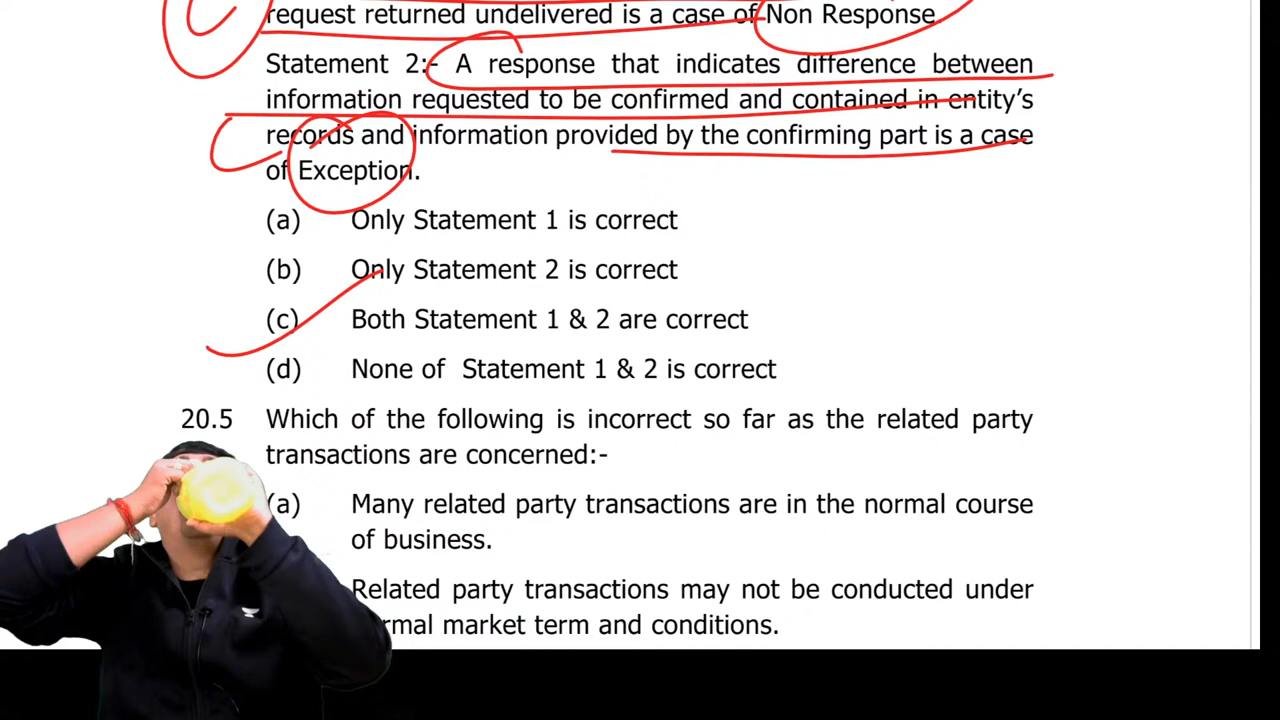 request returned undelivered is a case of Non Response.
Statement 2:- A response that indicates difference between
information requested to be confirmed and contained in entity's
records and information provided by the confirming part is a case
of Exception.
(a) Only Statement 1 is correct
(b) Only Statement 2 is correct
(c) Both Statement 1 & 2 are correct
(d) None of Statement 1 & 2 is correct
20.5 Which of the following is incorrect so far as the related party
transactions are concerned:-
(a) Many related party transactions are in the normal course
of business.
Related party transactions may not be conducted under
market term and conditions.